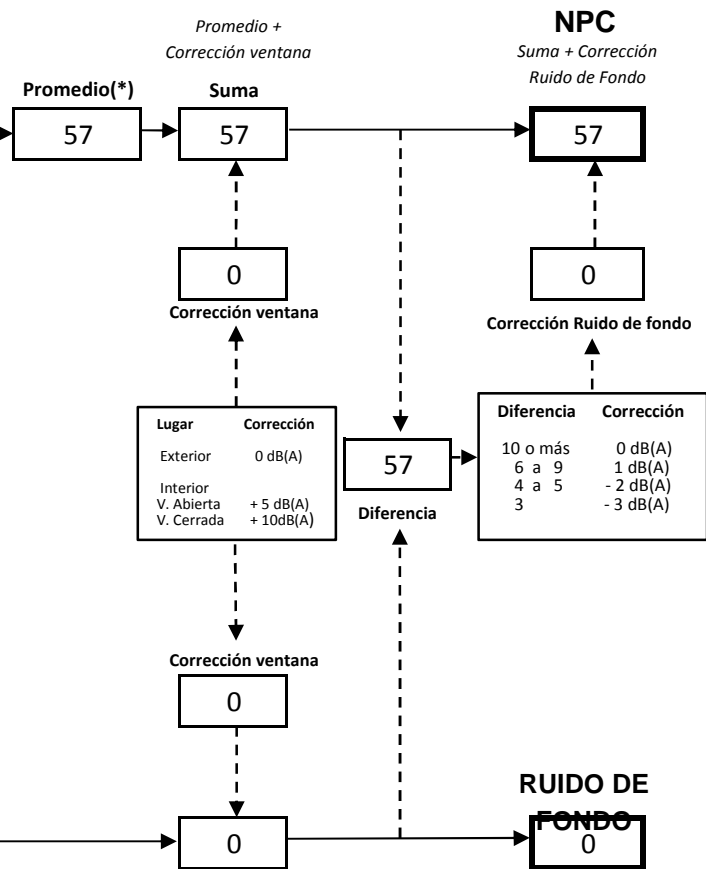 Promedio +
Corrección ventana
NPC
Suma + Corrección
Ruido de Fondo
Promedio(*)
Suma
57
57
57
0
0
Corrección ventana
Corrección Ruido de fondo
Lugar Corrección
Exterior 0 dB(A)
Interior
V. Abierta + 5 dB(A)
V. Cerrada + 10dB(A)
57
Diferencia
Diferencia Corrección
10 o más 0 dB(A)
6 a 9 1 dB(A)
4 a 5 - 2 dB(A)
3 - 3 dB(A)
Corrección ventana
0
RUIDO DE
FONDO
0
0